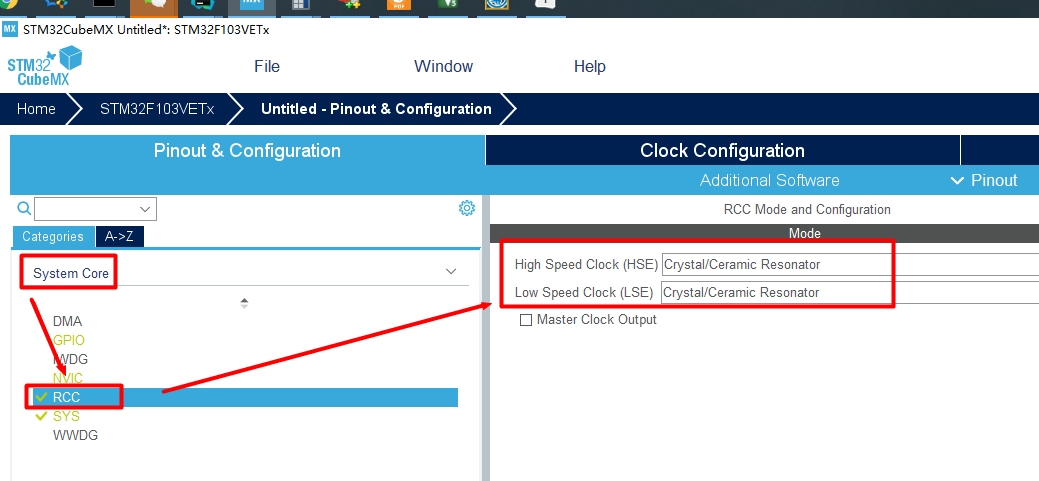 MX STM32CubeMX Untitled*: STM32F103VETx
STM32 CubeMX
File Window Help
Home STM32F103VETx Untitled - Pinout & Configuration
Pinout & Configuration Clock Configuration
Additional Software Pinout
RCC Mode and Configuration
Categories A->Z
Mode
System Core
High Speed Clock (HSE) Crystal/Ceramic Resonator
Low Speed Clock (LSE) Crystal/Ceramic Resonator
Master Clock Output
DMA
GPIO
IWDG
NVIC
RCC
SYS
WWDG